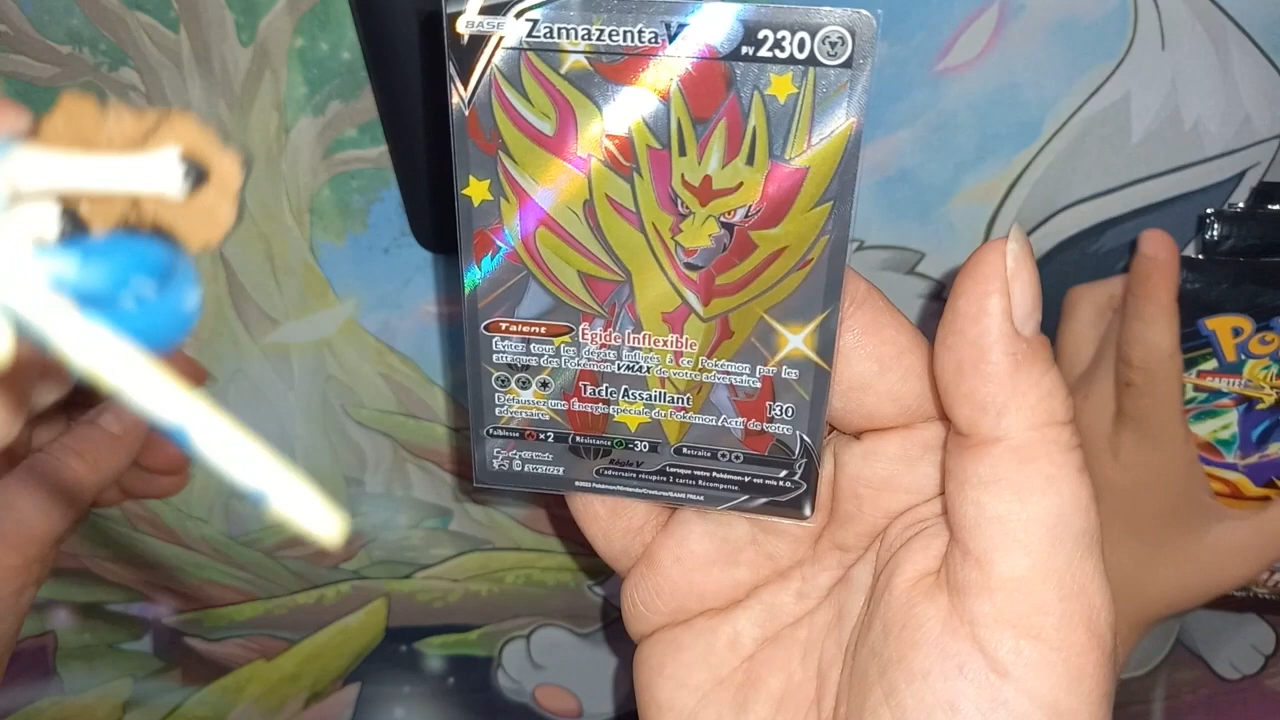 BASE
Zamazenta V
PV 230
Talent Égide Inflexible
Évitez tous les dégâts infligés à ce Pokémon par les
attaques des Pokémon-VMAX de votre adversaire.
Tacle Assaillant 130
Défaussez une Énergie spéciale du Pokémon Actif de votre
adversaire.
Faiblesse ×2 Résistance -30 Retraite
Règle V Lorsque votre Pokémon-V est mis K.O.,
l'adversaire récupère 2 cartes Récompense.
©2022 Pokémon/Nintendo/Creatures/GAME FREAK
Po
CARTES